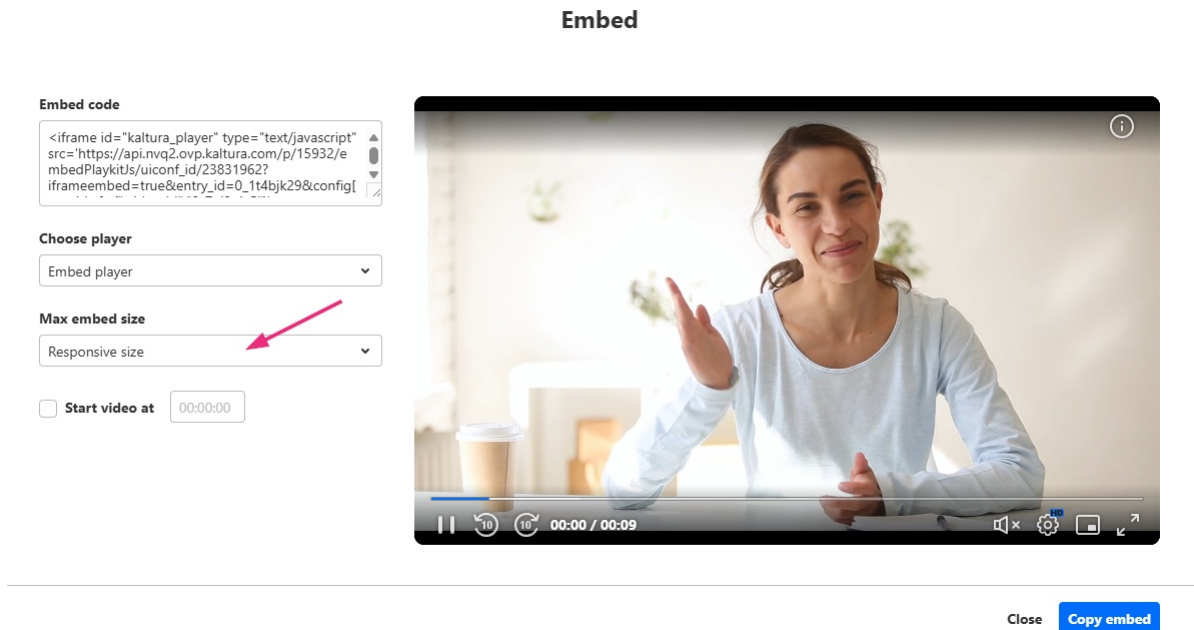 Embed
Embed code
<iframe id="kaltura_player" type="text/javascript"
src='https://api.nvq2.ovp.kaltura.com/p/15932/e
mbedPlaykitJs/uiconf_id/23831962?
iframeembed=true&entry_id=0_1t4bjk29&config[
Choose player
Embed player
Max embed size
Responsive size
Start video at
00:00:00
10
10
00:00 / 00:09
HD
Close
Copy embed